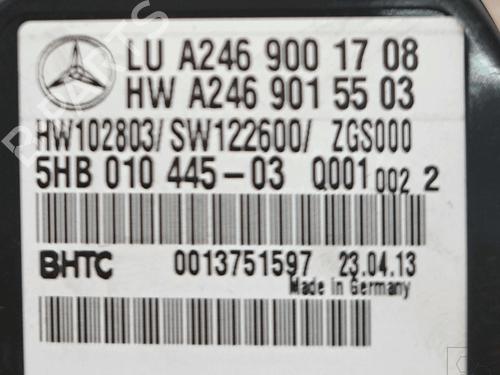 LU A246 900 17 08
HW A246 901 55 03
HW102803/ SW122600/ ZGS000
5HB 010 445-03 Q001 002 2
BHTC 0013751597 23.04.13
Made in Germany